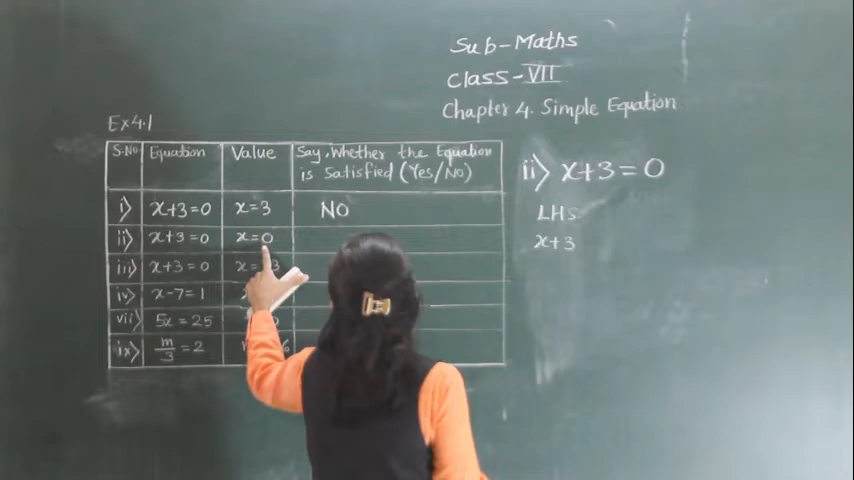 Sub-Maths
Class-VII
Chapter 4. Simple Equation
Ex4.1
S.No Equation Value Say, Whether the Equation is Satisfied (Yes/No)
i) x+3=0 x=3 No
ii) x+3=0 x=0
iii) x+3=0 x= 3
iv) x-7=1
vii) 5x=25
ix) m/3=2
ii) x+3=0
LHS
x+3